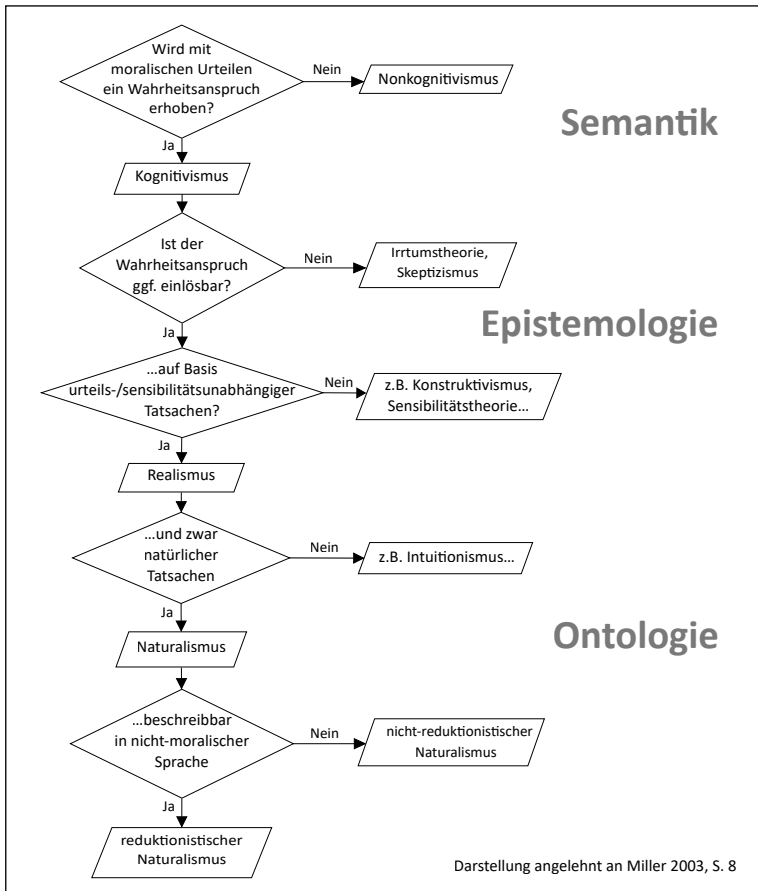 Wird mit
moralischen Urteilen
ein Wahrheitsanspruch
erhoben?
Nein
Nonkognitivismus
Semantik
Ja
Kognitivismus
Ist der
Wahrheitsanspruch
ggf. einlösbar?
Nein
Irrtumstheorie,
Skeptizismus
Epistemologie
Ja
...auf Basis
urteils-/sensibilitätsunabhängiger
Tatsachen?
Nein
z.B. Konstruktivismus,
Sensibilitätstheorie...
Ja
Realismus
...und zwar
natürlicher
Tatsachen
Nein
z.B. Intuitionismus...
Ja
Ontologie
Naturalismus
...beschreibbar
in nicht-moralischer
Sprache
Nein
nicht-reduktionistischer
Naturalismus
Ja
reduktionistischer
Naturalismus
Darstellung angelehnt an Miller 2003, S. 8